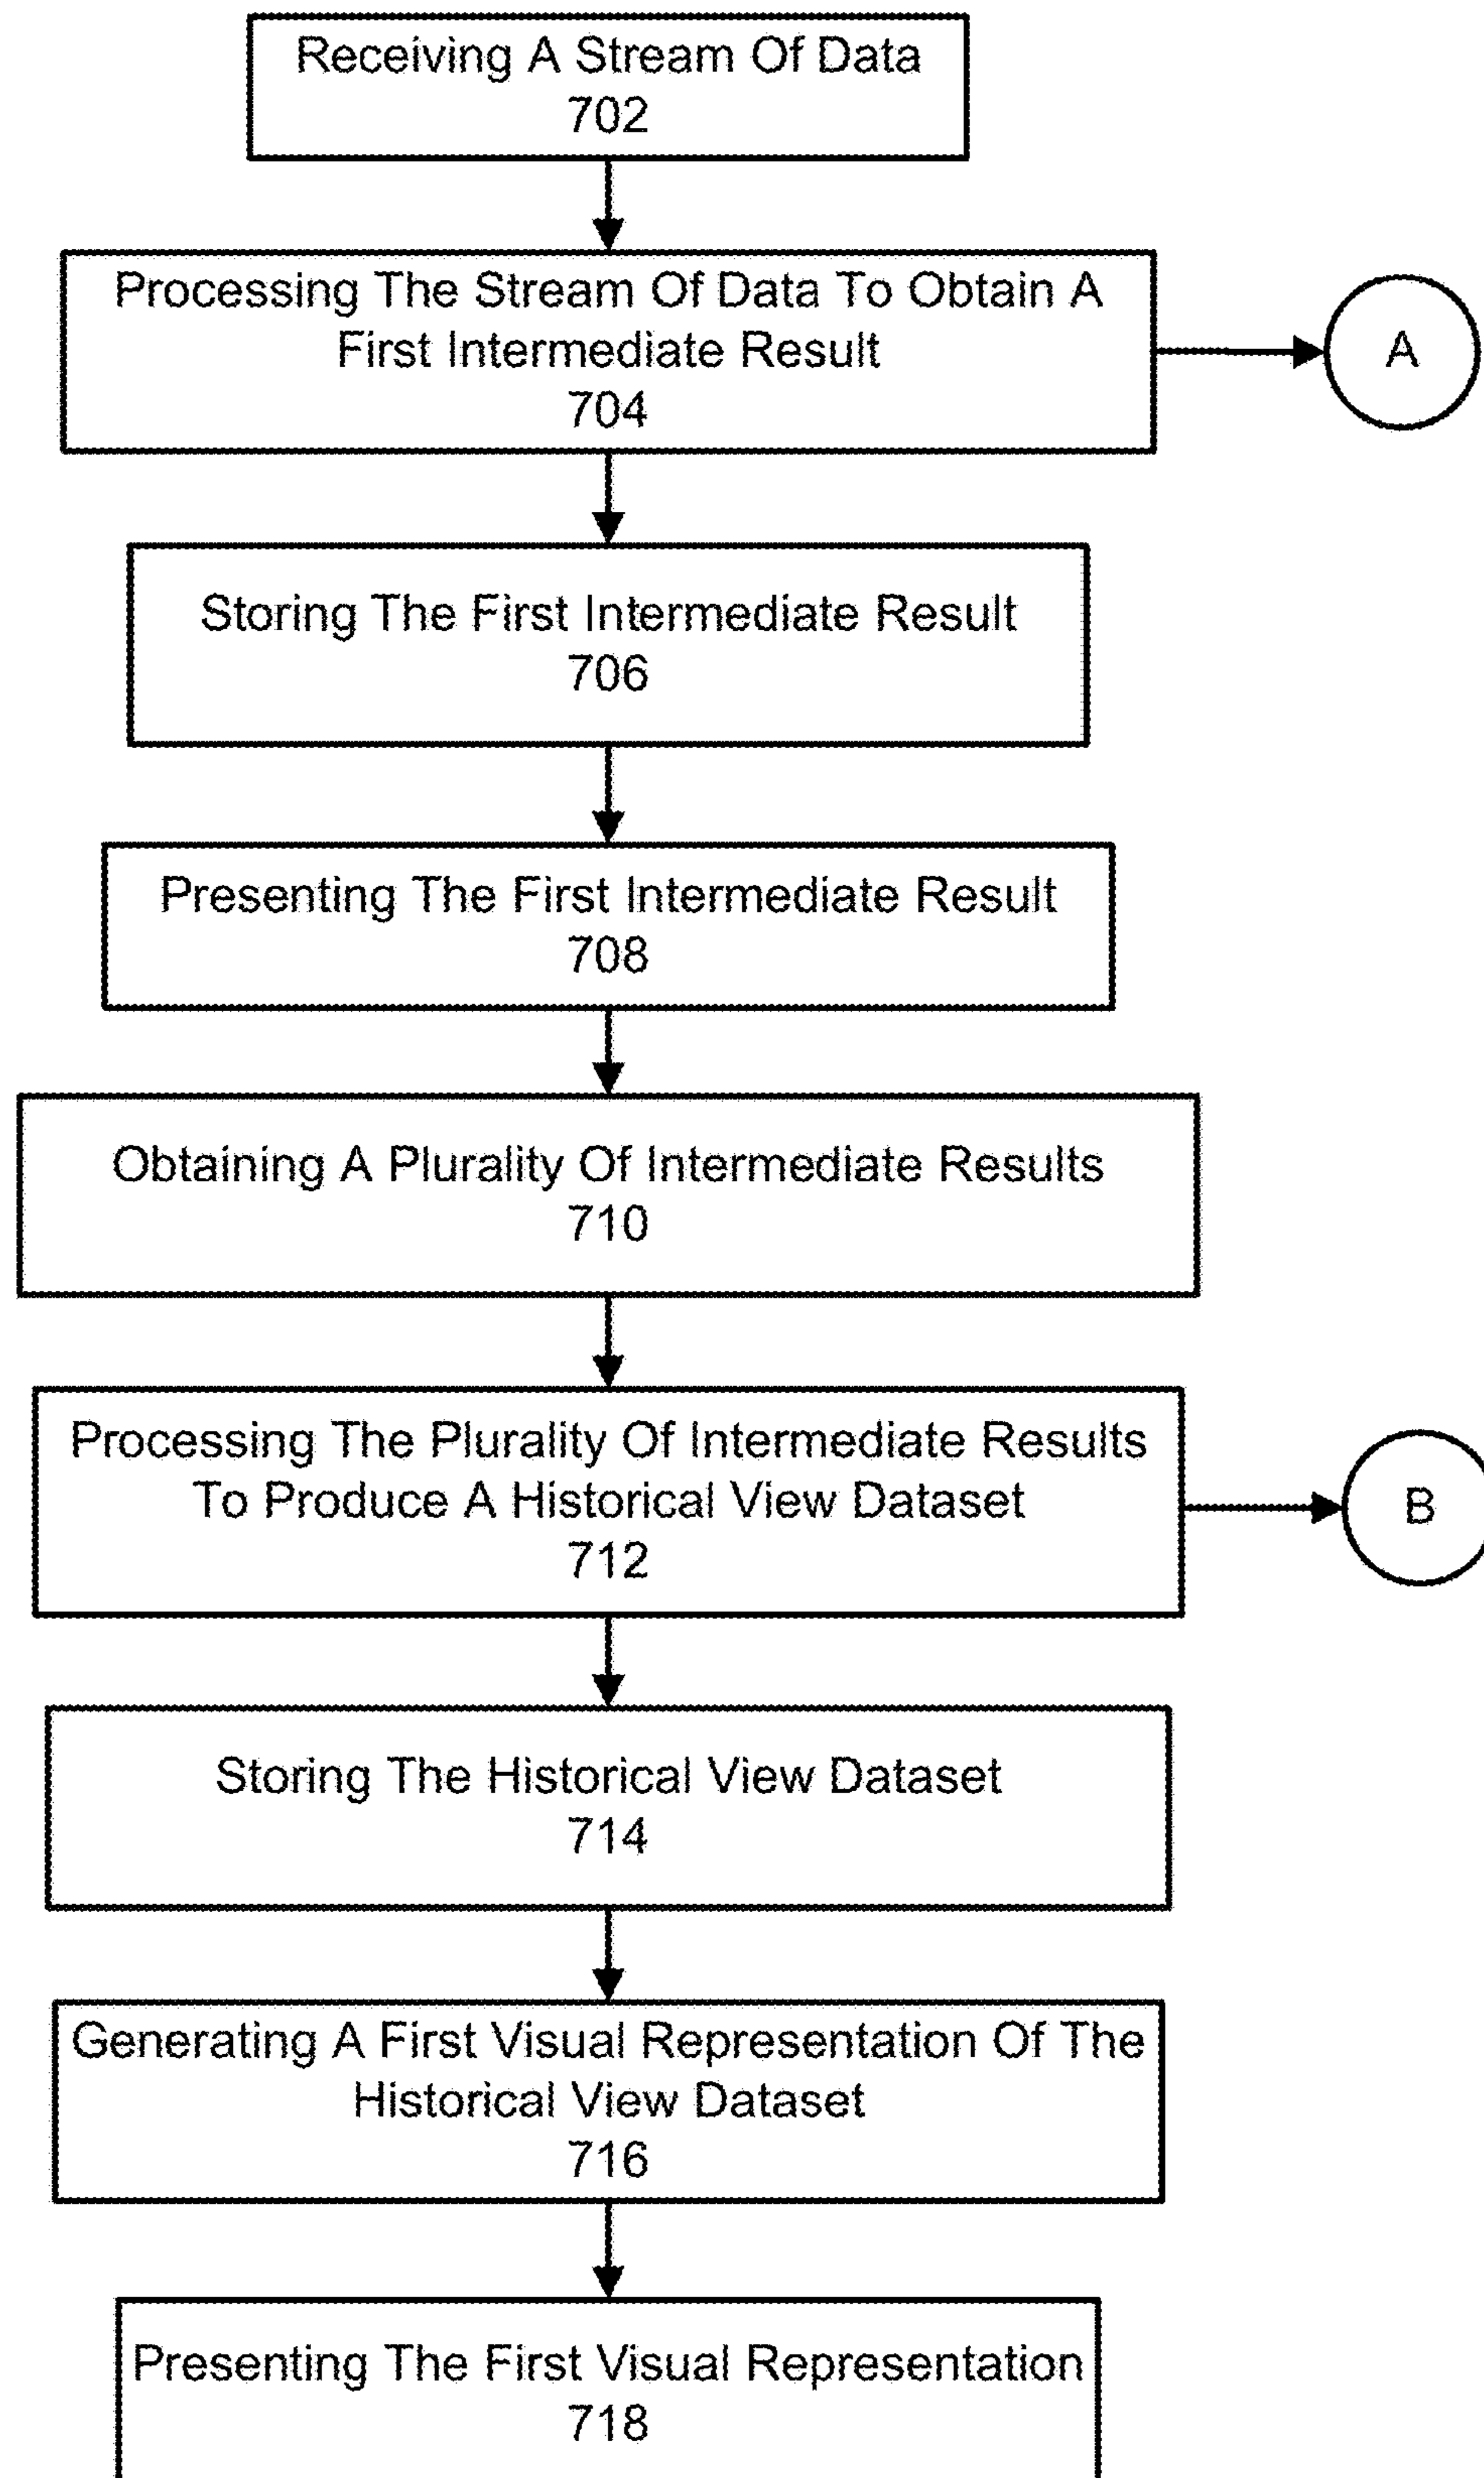 Receiving A Stream Of Data
702
Processing The Stream Of Data To Obtain A
First Intermediate Result
704
A
Storing The First Intermediate Result
706
Presenting The First Intermediate Result
708
Obtaining A Plurality Of Intermediate Results
710
Processing The Plurality Of Intermediate Results
To Produce A Historical View Dataset
712
B
Storing The Historical View Dataset
714
Generating A First Visual Representation Of The
Historical View Dataset
716
Presenting The First Visual Representation
718